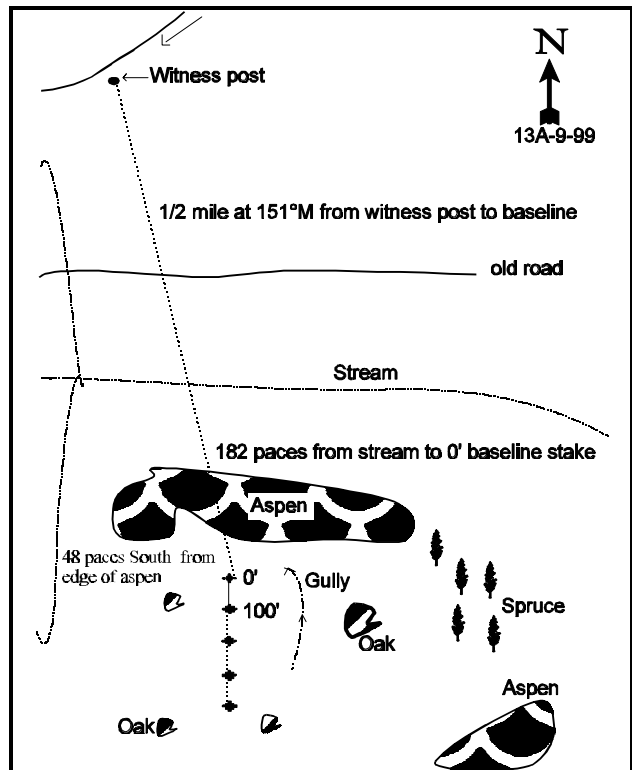 N
Witness post
13A-9-99
1/2 mile at 151°M from witness post to baseline
old road
Stream
182 paces from stream to 0' baseline stake
Aspen
48 paces South from
edge of aspen
0'
Gully
100'
Spruce
Oak
Aspen
Oak